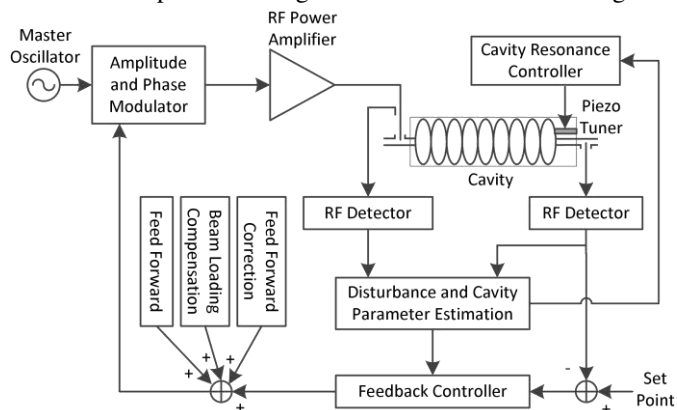 RF Power
Amplifier
Master
Oscillator
Amplitude
and Phase
Modulator
Cavity Resonance
Controller
Piezo
Tuner
Cavity
RF Detector
RF Detector
Feed Forward
Beam Loading
Compensation
Feed Forward
Correction
Disturbance and Cavity
Parameter Estimation
+
+
+
+
Feedback Controller
-
+
Set
Point